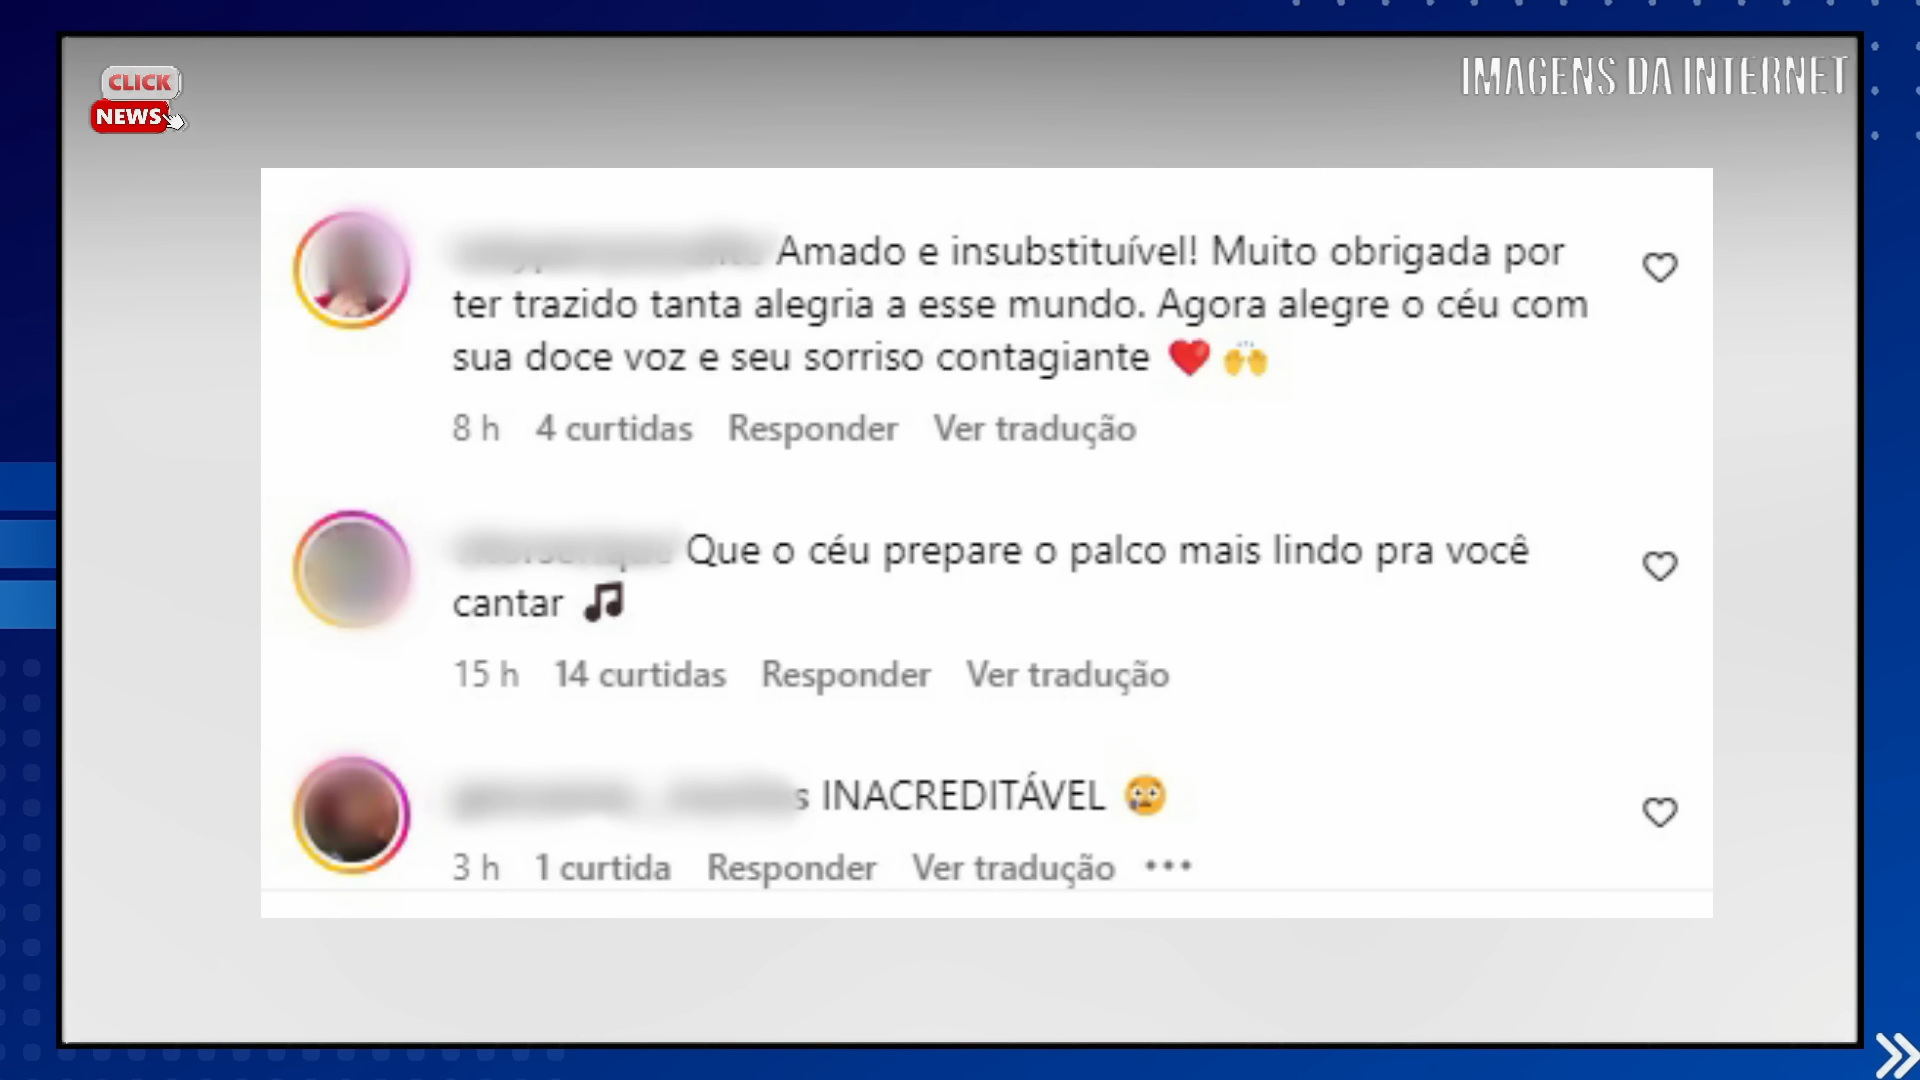 CLICK
NEWS
IMAGENS DA INTERNET
Amado e insubstituível! Muito obrigada por
ter trazido tanta alegria a esse mundo. Agora alegre o céu com
sua doce voz e seu sorriso contagiante ❤️ 🙌
8 h 4 curtidas Responder Ver tradução
Que o céu prepare o palco mais lindo pra você
cantar 🎵
15 h 14 curtidas Responder Ver tradução
s INACREDITÁVEL 😢
3 h 1 curtida Responder Ver tradução •••